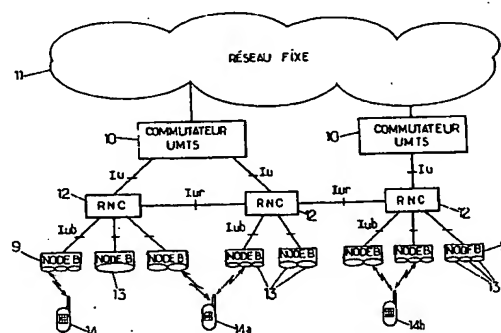 11
RÉSEAU FIXE
10
COMMUTATEUR
UMTS
10
COMMUTATEUR
UMTS
Iu
Iu
Iu
12
RNC
Iur
RNC
12
Iur
RNC
12
Iub
Iub
Iub
9
NODE B
NODE B
NODE B
NODE B
NODE B
NODE B
NODE B
NODE B
13
13
13
14
14a
14b